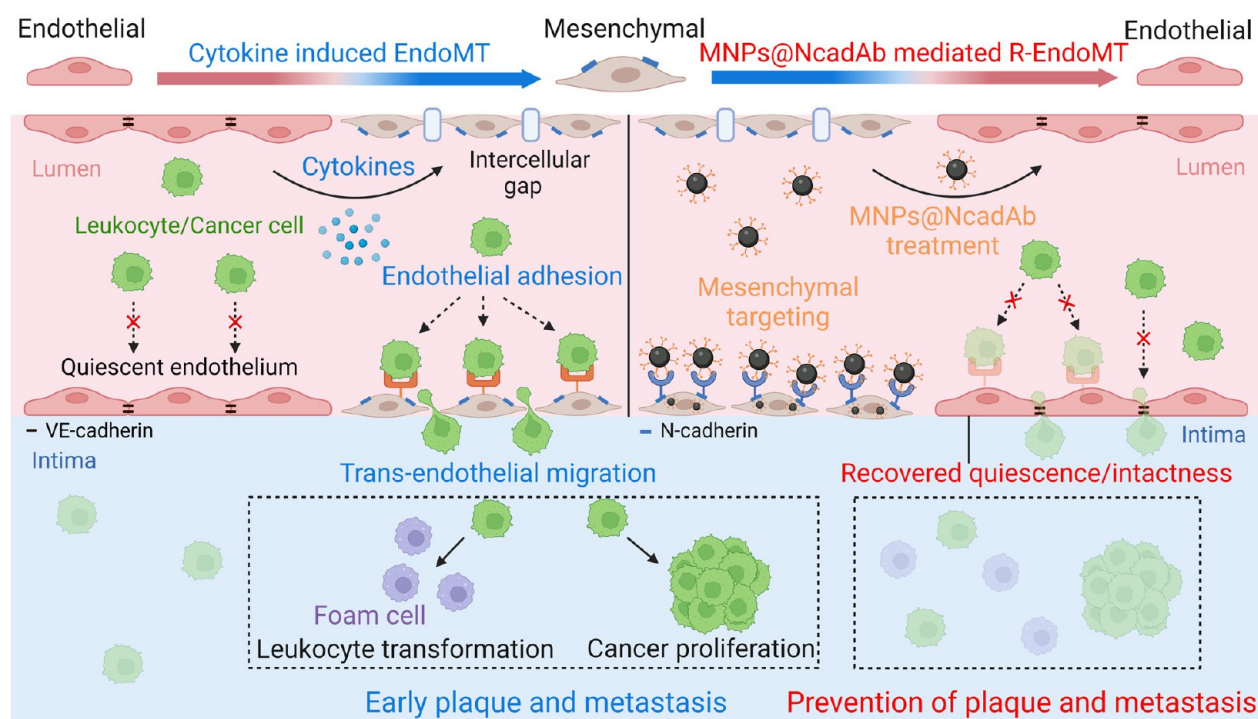 Endothelial
Cytokine induced EndoMT
Mesenchymal
MNPs@NcadAb mediated R-EndoMT
Endothelial
Lumen
Cytokines
Intercellular
gap
Leukocyte/Cancer cell
Endothelial adhesion
Quiescent endothelium
VE-cadherin
Intima
Trans-endothelial migration
Foam cell
Leukocyte transformation
Cancer proliferation
Early plaque and metastasis
Lumen
MNPs@NcadAb
treatment
Mesenchymal
targeting
N-cadherin
Intima
Recovered quiescence/intactness
Prevention of plaque and metastasis